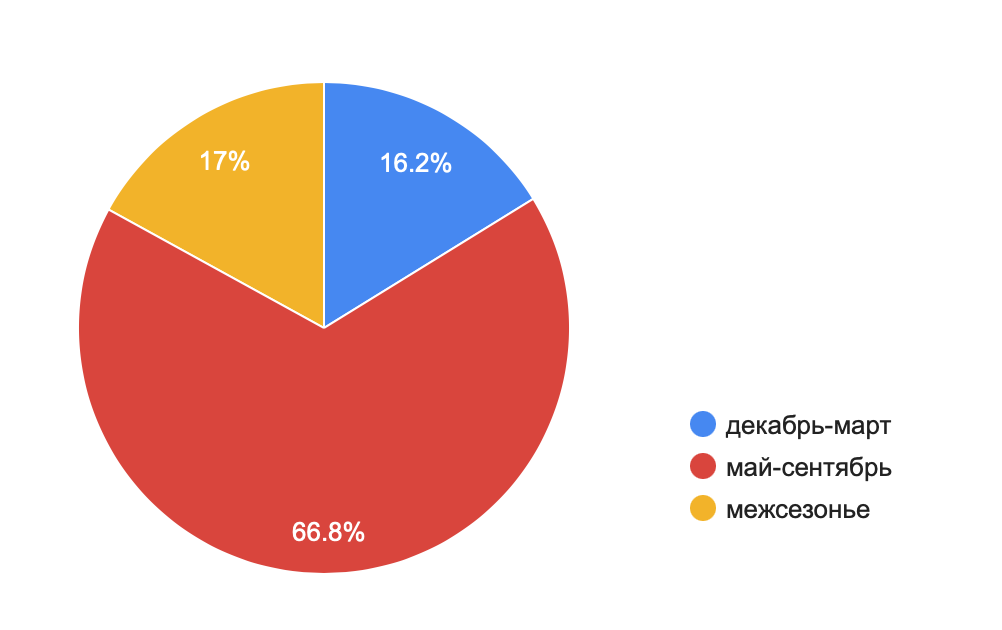 17%
16.2%
66.8%
декабрь-март
май-сентябрь
межсезонье